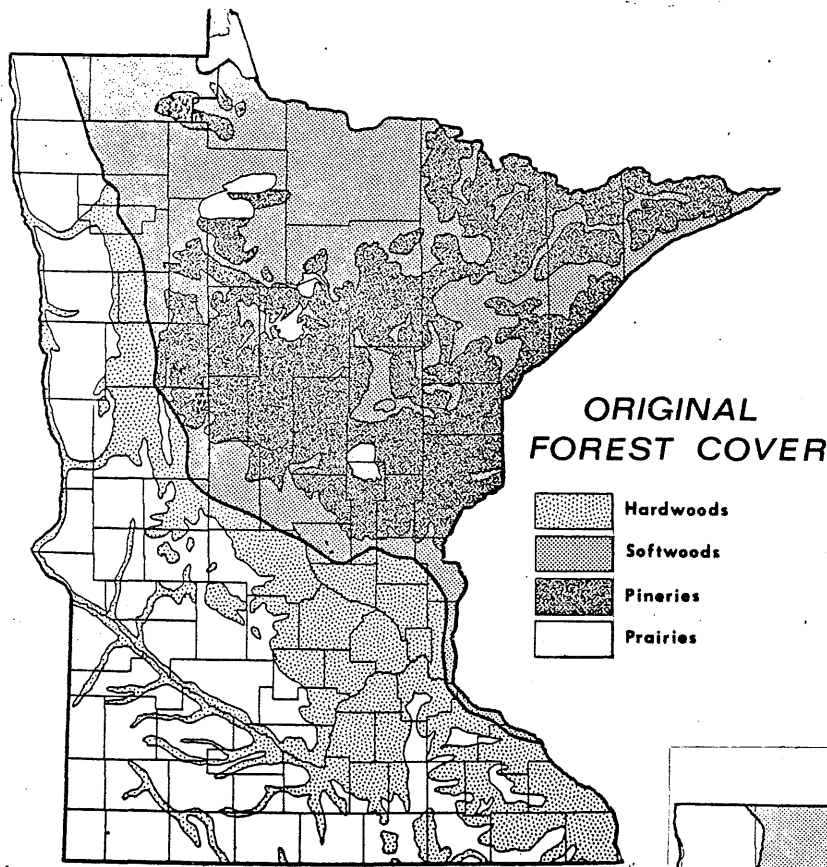 ORIGINAL
FOREST COVER
Hardwoods
Softwoods
Pineries
Prairies